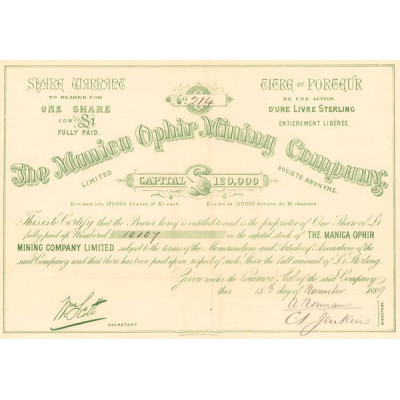 SHARE WARRANT
TO BEARER FOR
ONE SHARE
FOR £1
FULLY PAID.
No 214
TITRE AU PORTEUR
DE UNE ACTION
D'UNE LIVRE STERLING
ENTIEREMENT LIBÉRÉE
The Manica Ophir Mining Company,
LIMITED
SOCIÉTÉ ANONYME.
CAPITAL £ 120,000
Divided into 120,000 Shares of £1 each
Divisé en 120,000 Actions de £1 chacune.
This is to Certify that the Bearer hereof is entitled to and is the proprietor of One Share of £1
fully paid up Numbered 10107 in the capital stock of THE MANICA OPHIR
MINING COMPANY LIMITED subject to the terms of the Memorandum and Articles of Association of the
said Company and that there has been paid up in respect of such Share the full amount of £1 Sterling.
Given under the Common Seal of the said Company
this 15th day of November 1889
Wm Scott
SECRETARY.
C. A. Jenkins
DIRECTORS